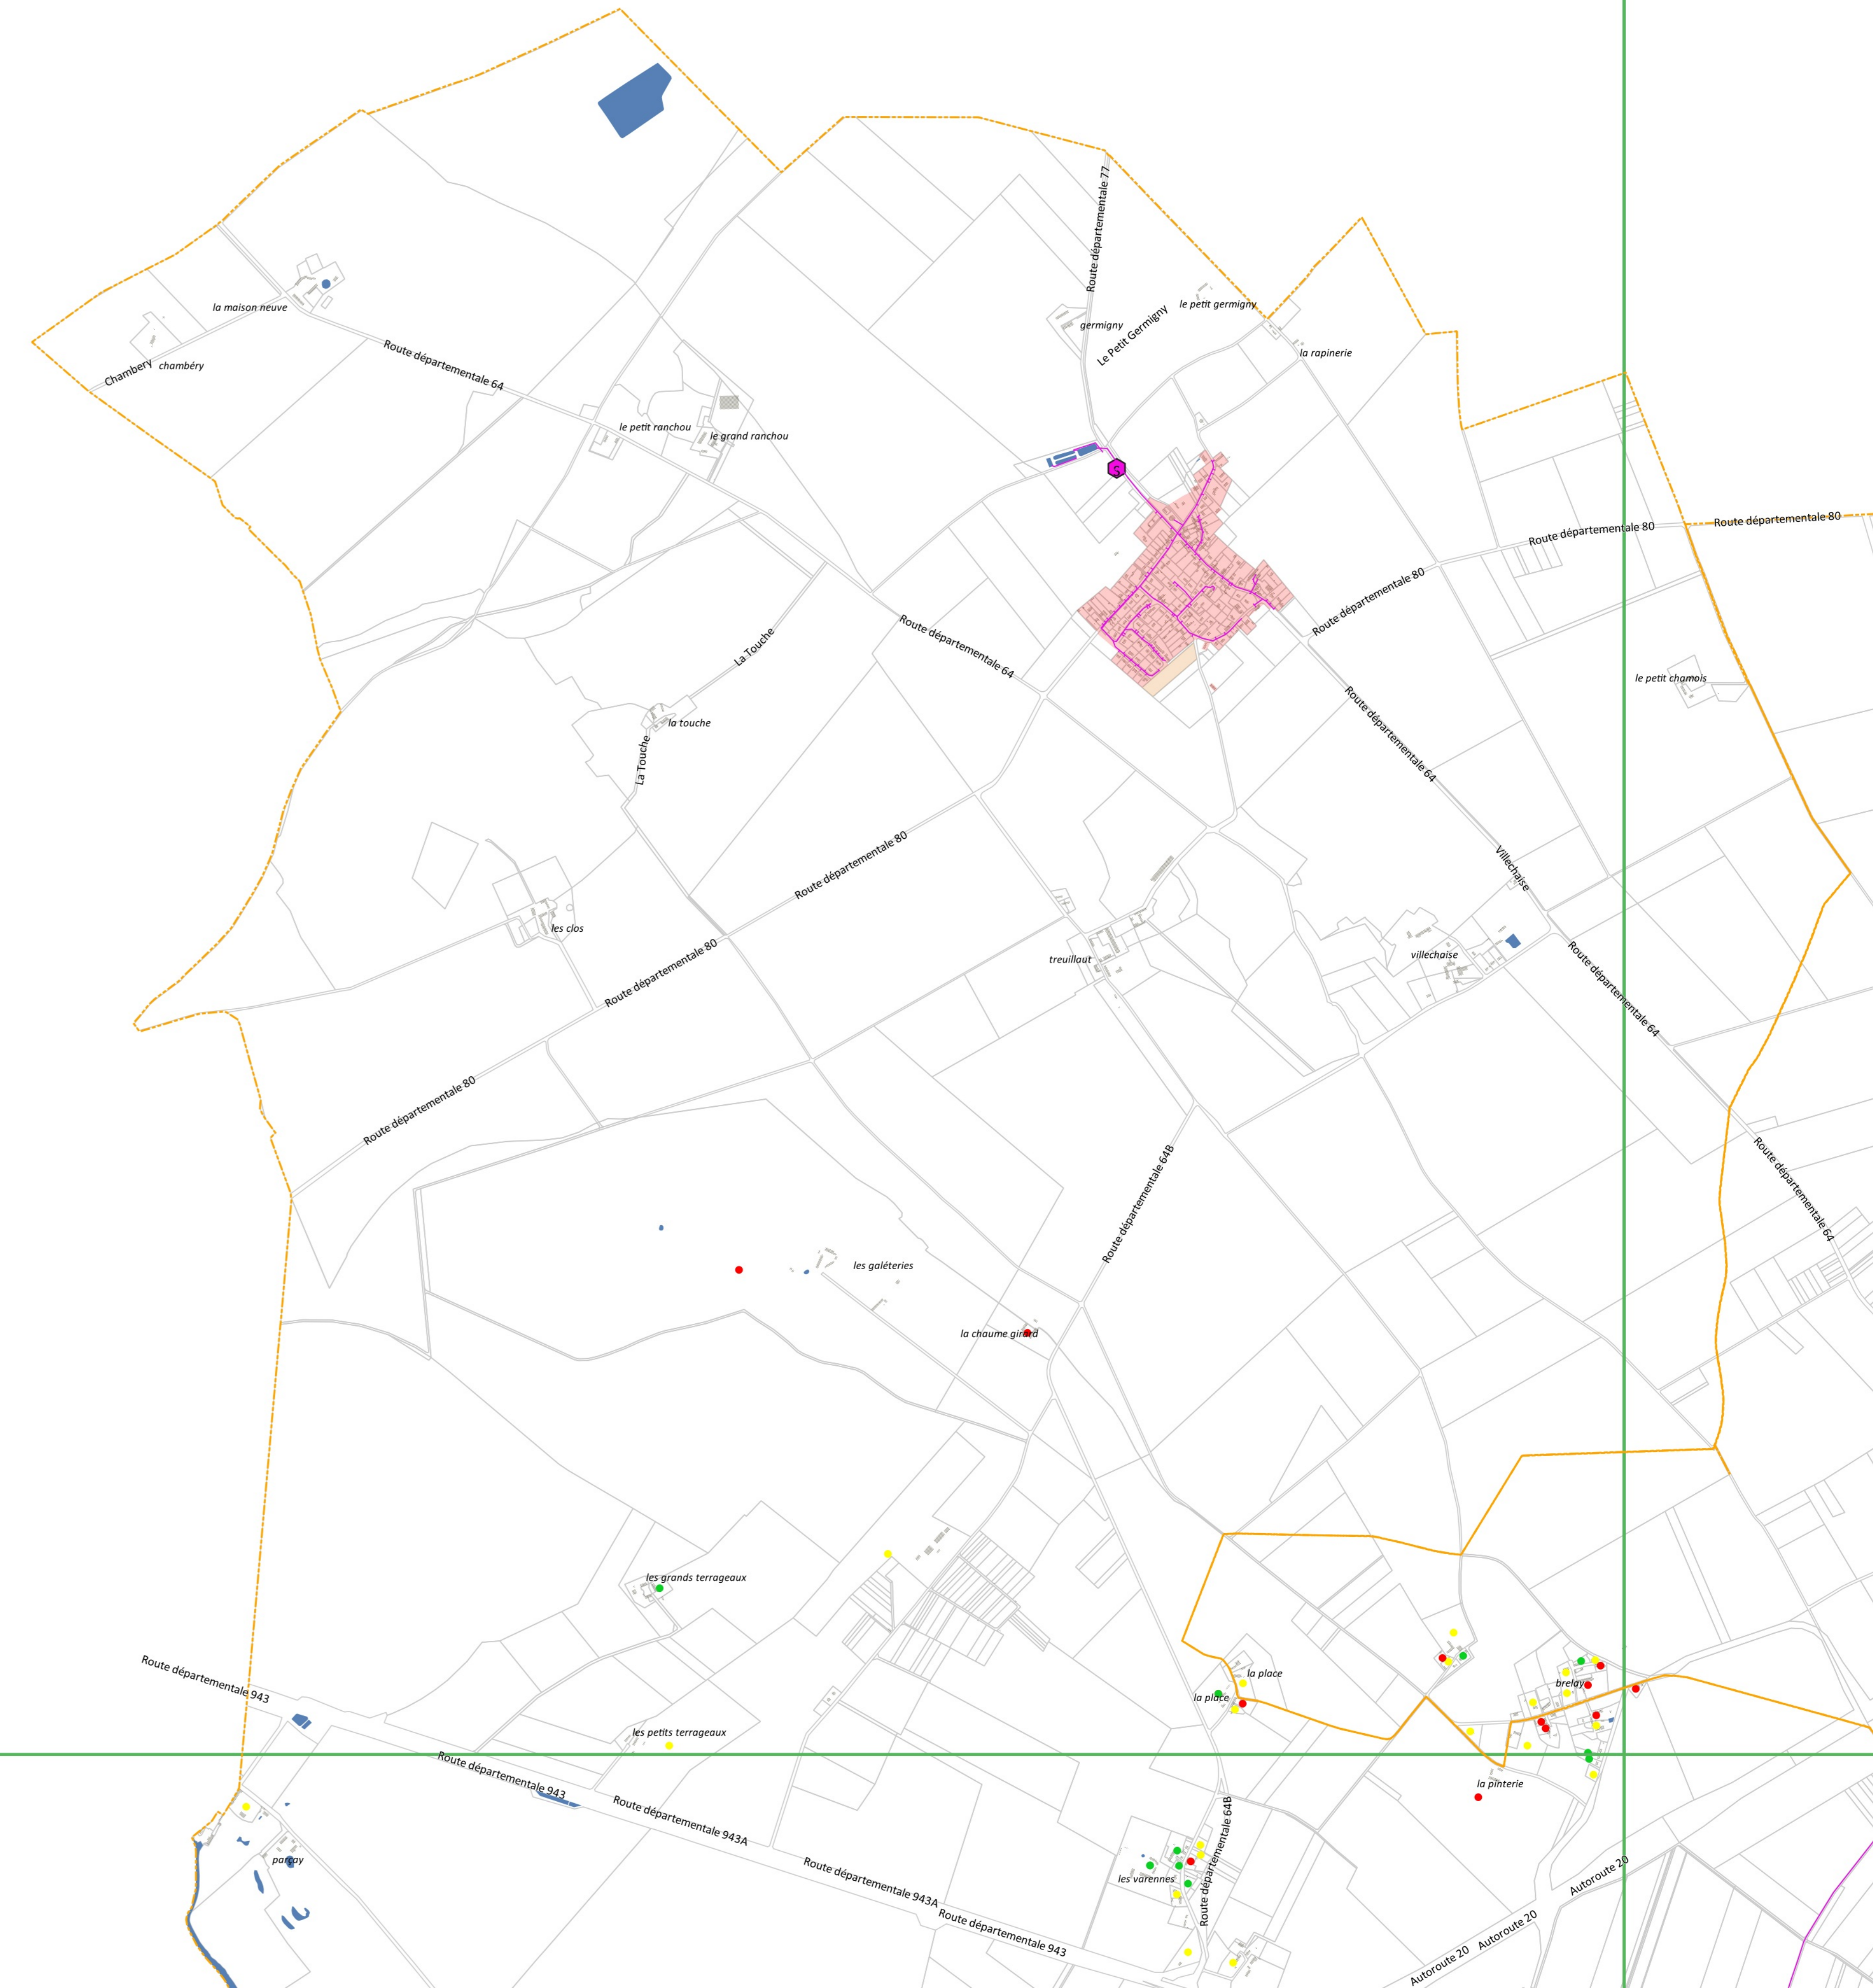 Route départementale 77
la maison neuve
le petit germigny
Le Petit Germigny
germigny
la rapinerie
Chambery
chambéry
Route départementale 64
le petit ranchou
le grand ranchou
S
Route départementale 80
Route départementale 80
Route départementale 80
Route départementale 64
La Touche
le petit chamois
la touche
La Touche
Route départementale 64
Route départementale 80
Villechaise
les clos
Route départementale 80
treuillaut
villechaise
Route départementale 64
Route départementale 80
Route départementale 64B
Route départementale 64
les galéteries
la chaume girard
les grands terrageaux
Route départementale 943
la place
la place
brelay
les petits terrageaux
Route départementale 943
la pinterie
Route départementale 943A
Route départementale 64B
parçay
Route départementale 943A
les varennes
Autoroute 20
Route départementale 943
Autoroute 20
Autoroute 20